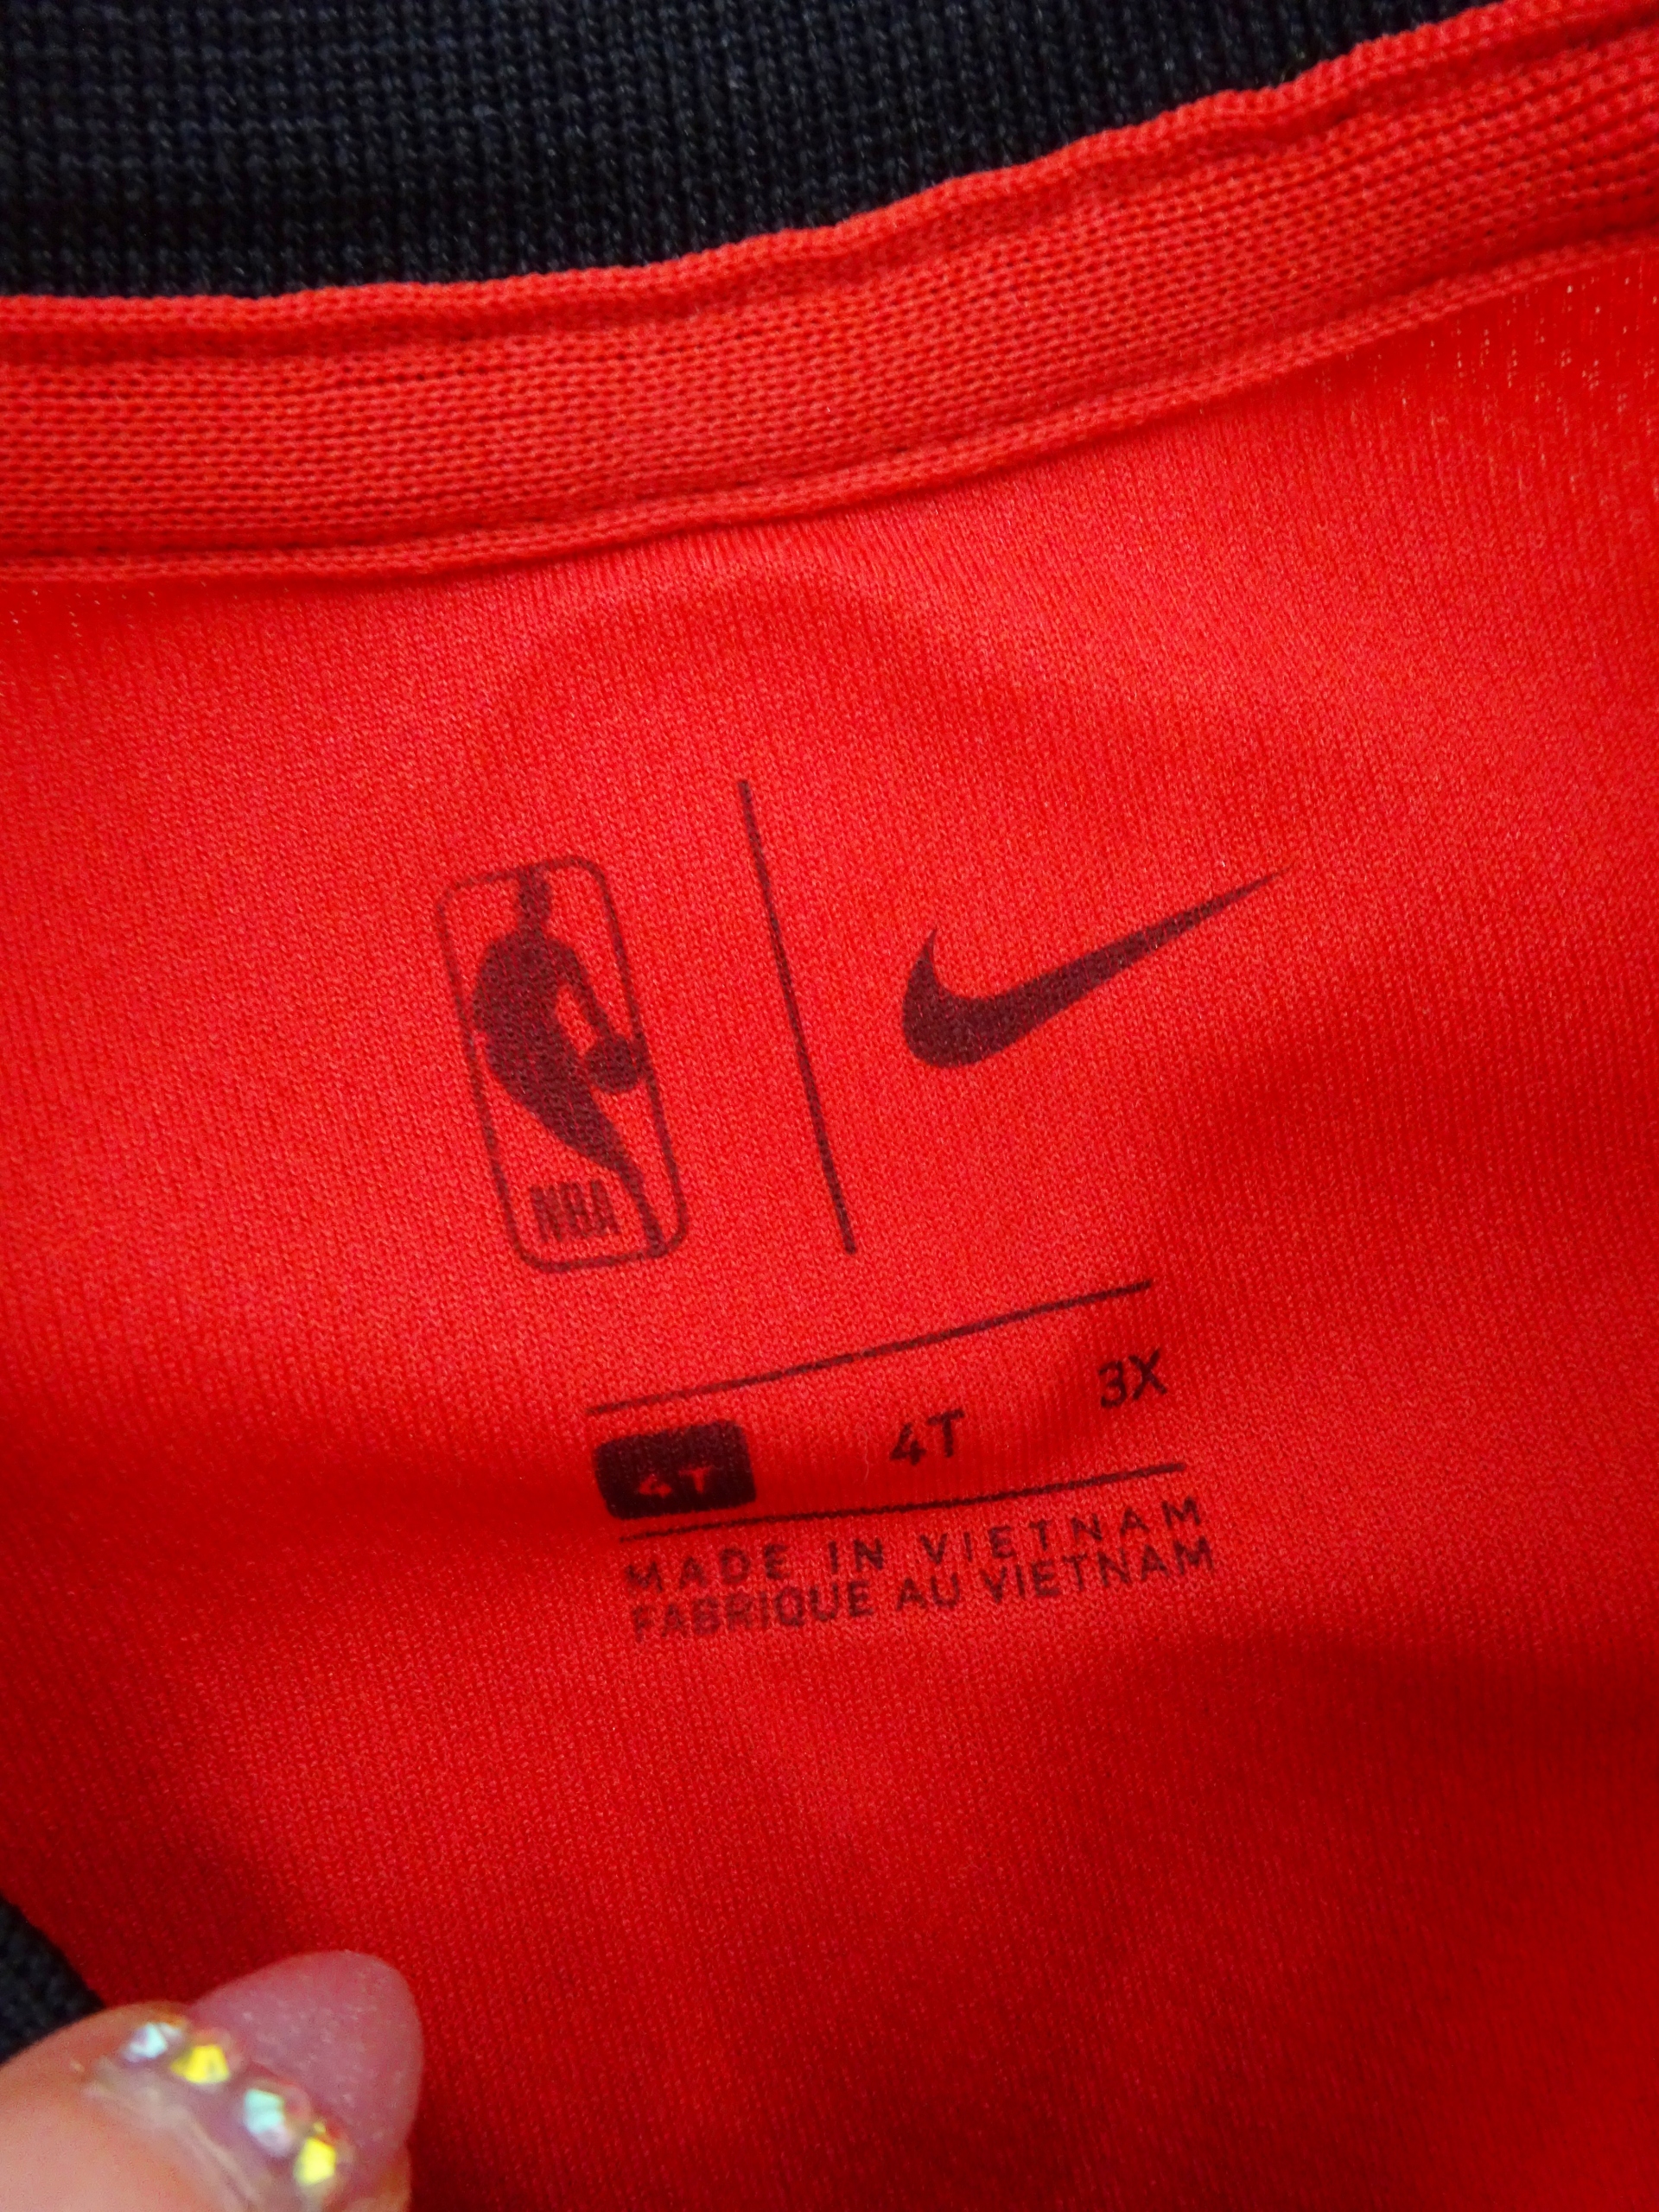 NBA
4T 4T 3X
MADE IN VIETNAM
FABRIQUE AU VIETNAM